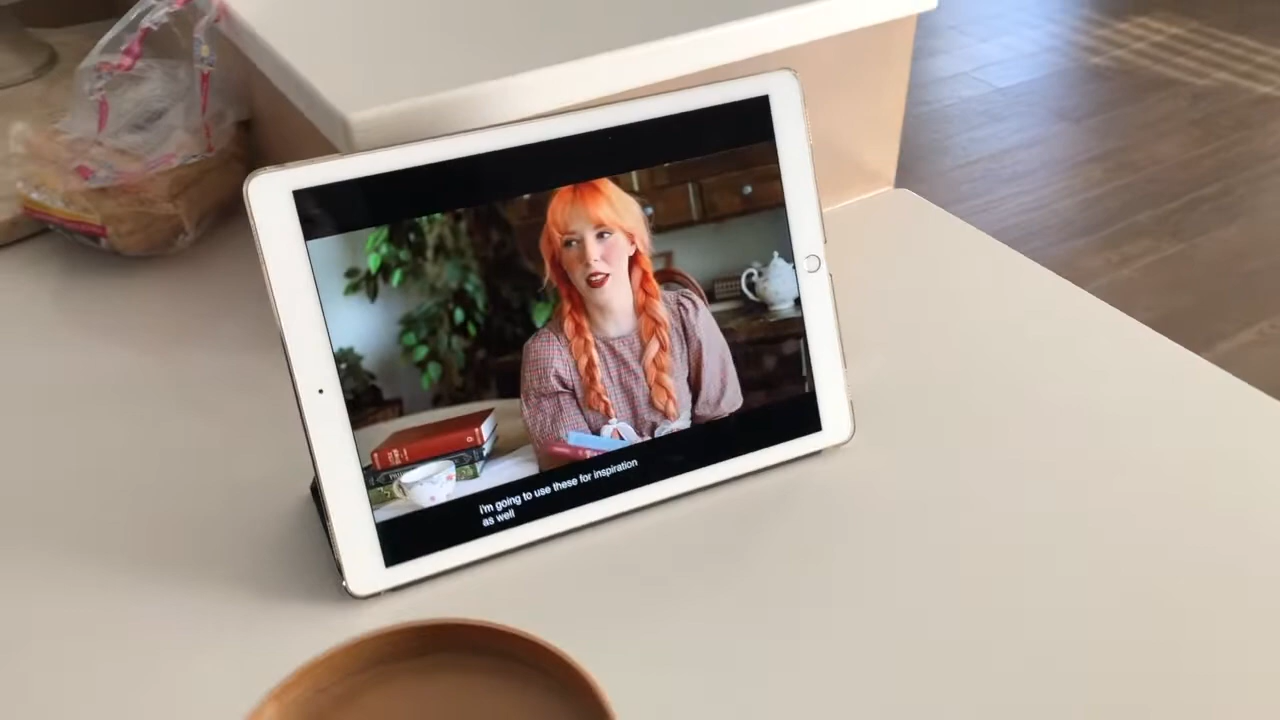 i'm going to use these for inspiration
as well